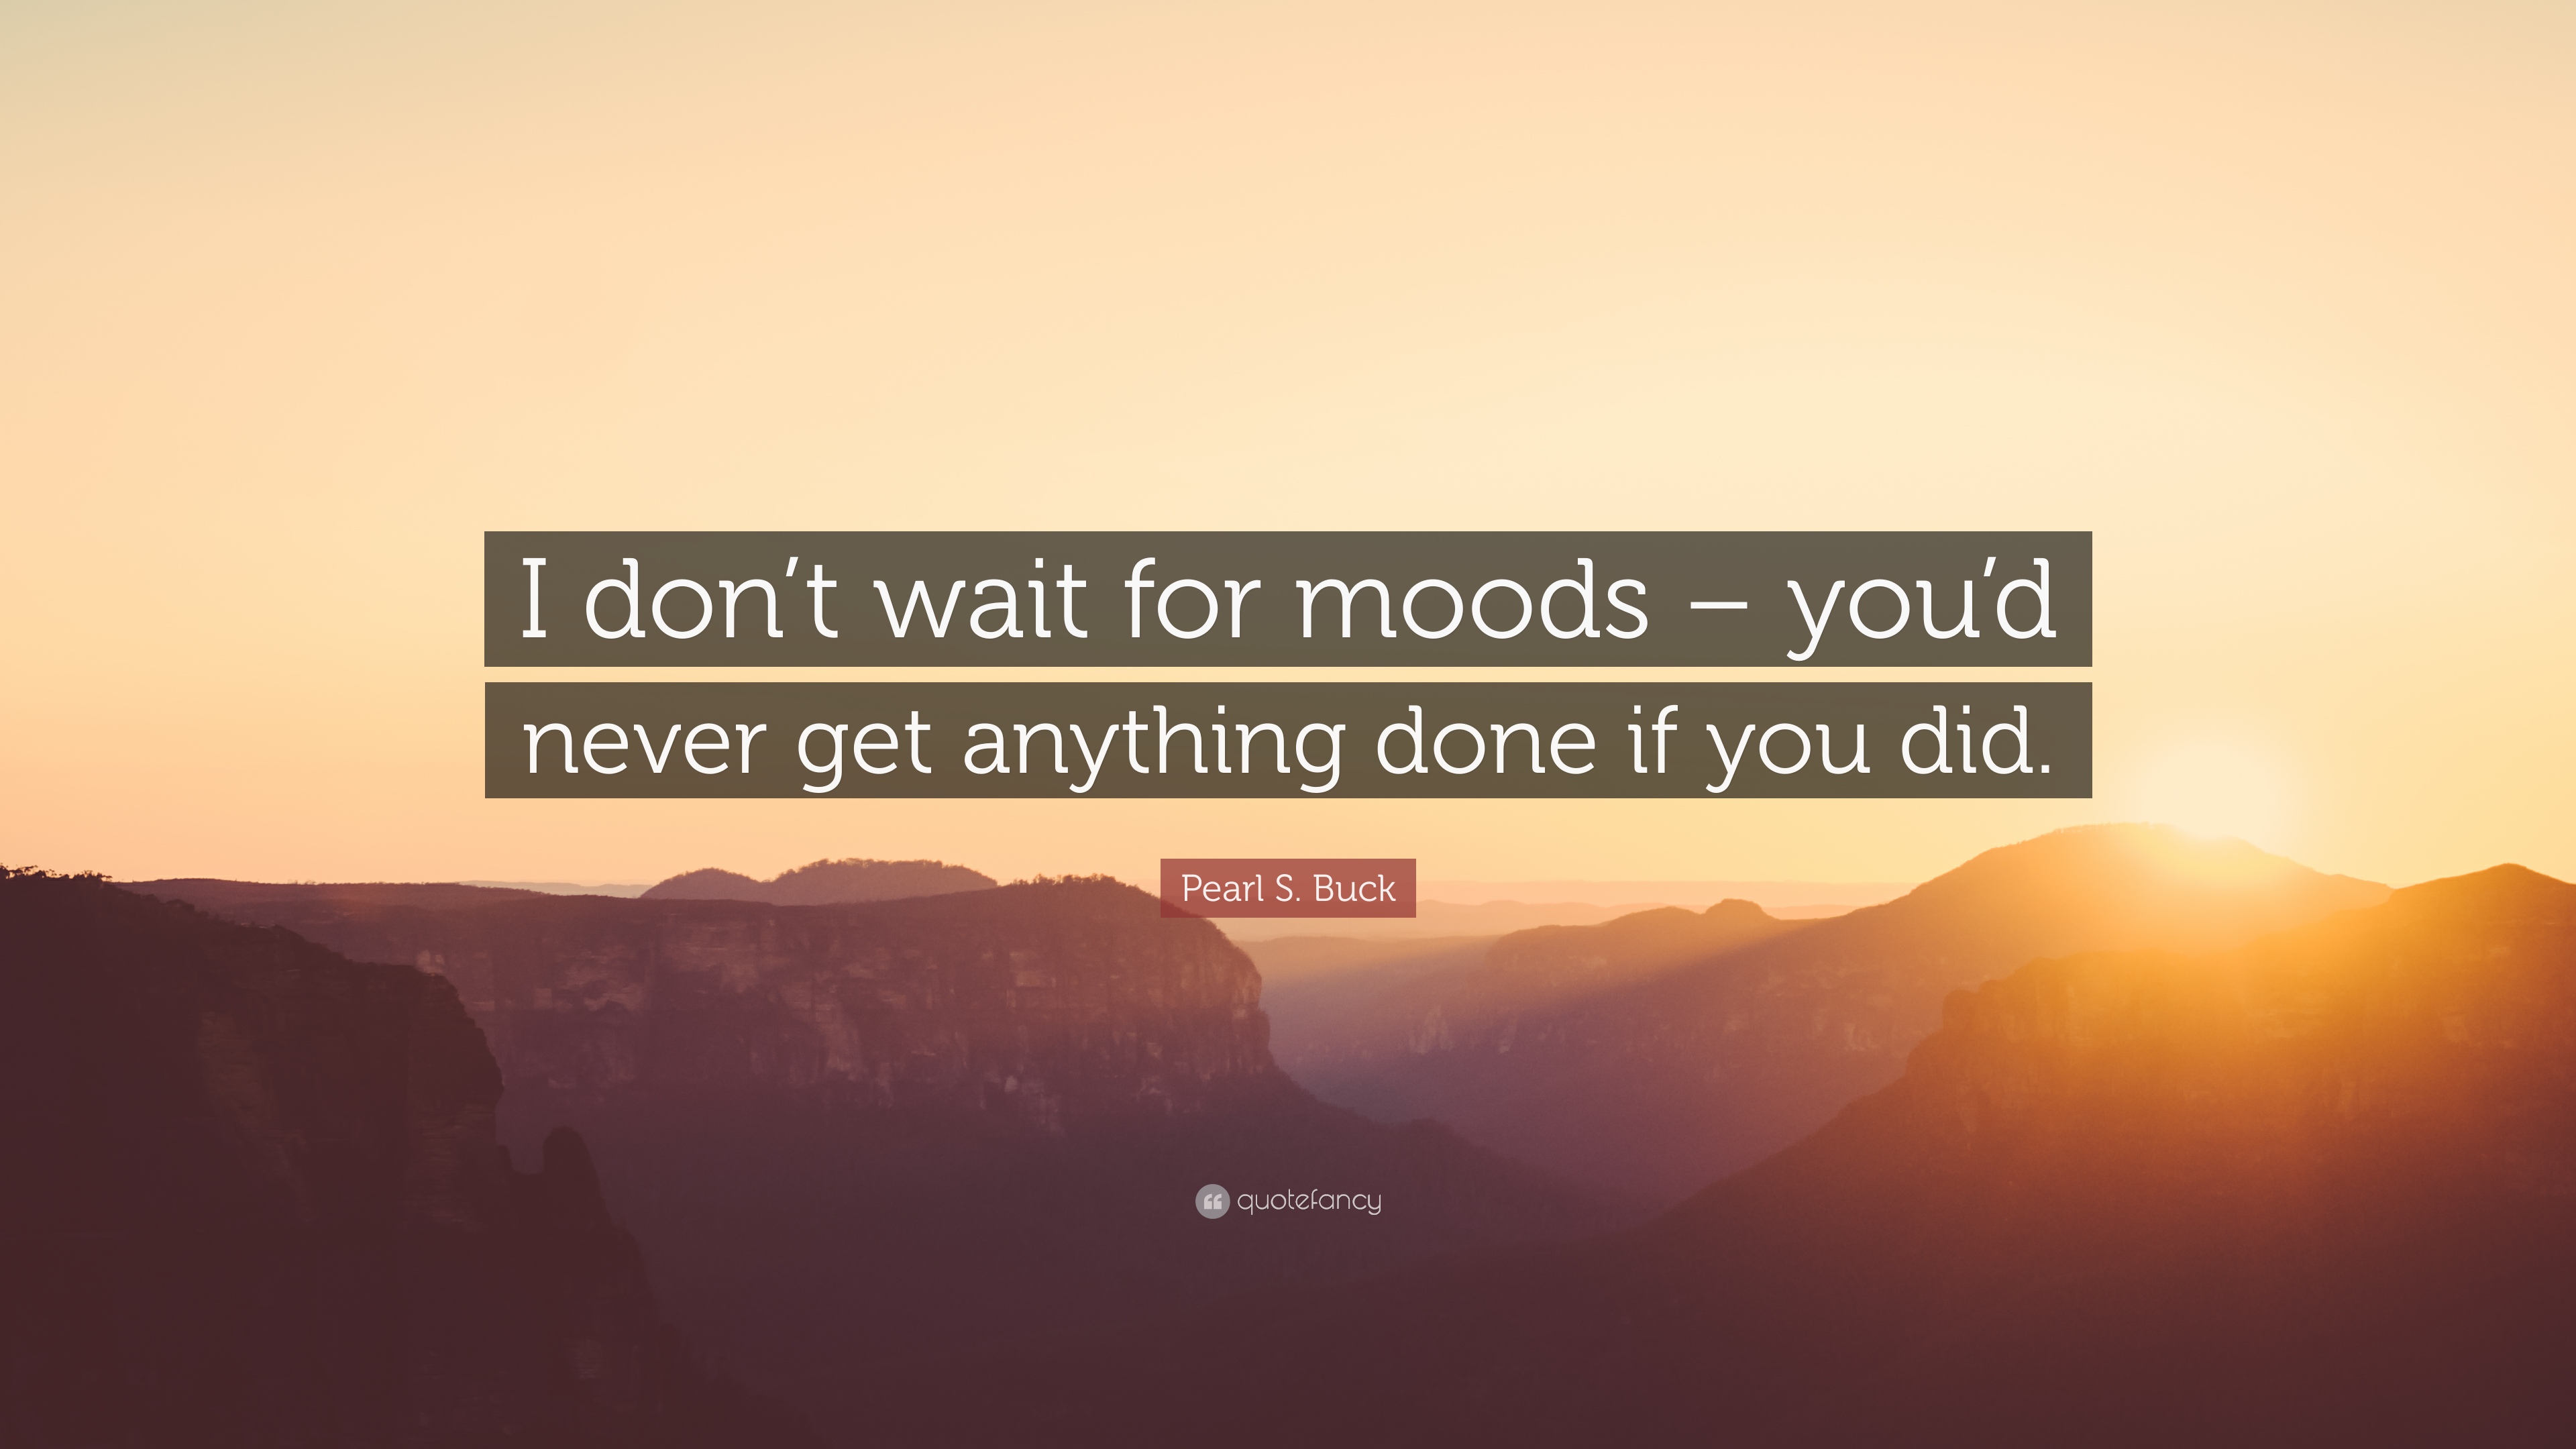 I don’t wait for moods – you’d
never get anything done if you did.
Pearl S. Buck
quotefancy